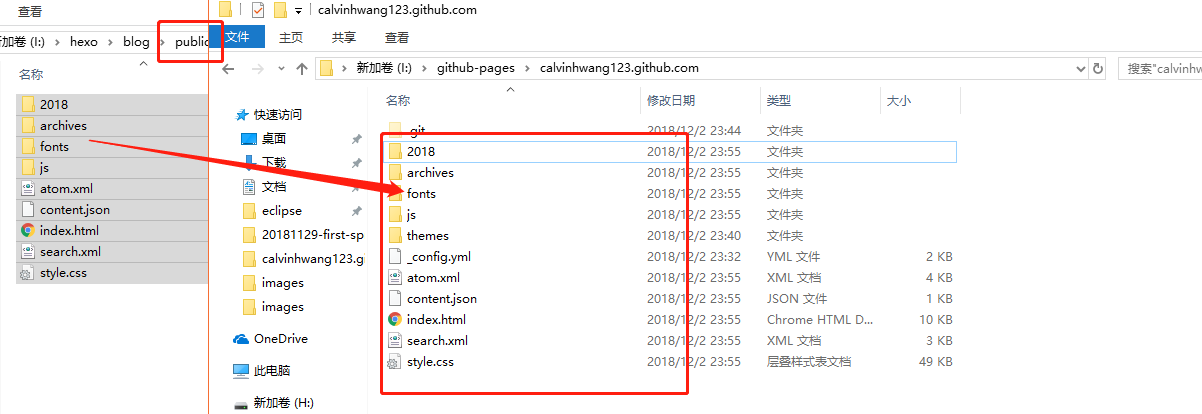 查看
新加卷 (I:) › hexo › blog › public
名称
2018
archives
fonts
js
atom.xml
content.json
index.html
search.xml
style.css
calvinhwang123.github.com
文件 主页 共享 查看
新加卷 (I:) › github-pages › calvinhwang123.github.com
搜索"calvinhw
快速访问
桌面
下载
文档
eclipse
20181129-first-sp
calvinhwang123.gi
images
images
OneDrive
此电脑
新加卷 (H:)
名称 修改日期 类型 大小
.git 2018/12/2 23:44 文件夹
2018 2018/12/2 23:55 文件夹
archives 2018/12/2 23:55 文件夹
fonts 2018/12/2 23:55 文件夹
js 2018/12/2 23:55 文件夹
themes 2018/12/2 23:40 文件夹
_config.yml 2018/12/2 23:32 YML 文件 2 KB
atom.xml 2018/12/2 23:55 XML 文档 4 KB
content.json 2018/12/2 23:55 JSON 文件 1 KB
index.html 2018/12/2 23:55 Chrome HTML D... 10 KB
search.xml 2018/12/2 23:55 XML 文档 3 KB
style.css 2018/12/2 23:55 层叠样式表文档 49 KB